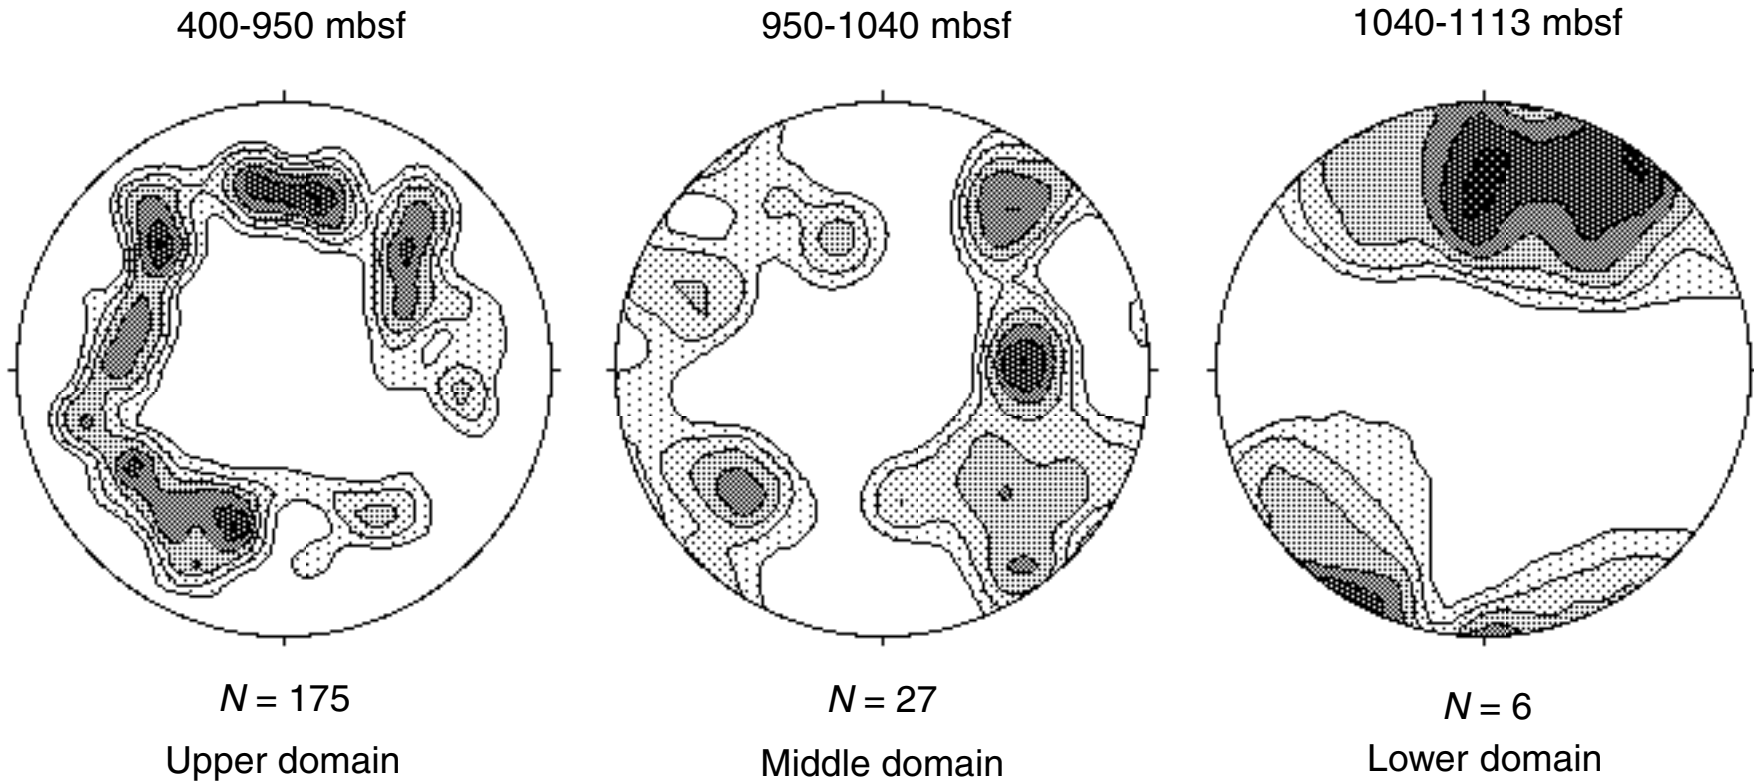 400-950 mbsf
950-1040 mbsf
1040-1113 mbsf
N = 175
N = 27
N = 6
Upper domain
Middle domain
Lower domain